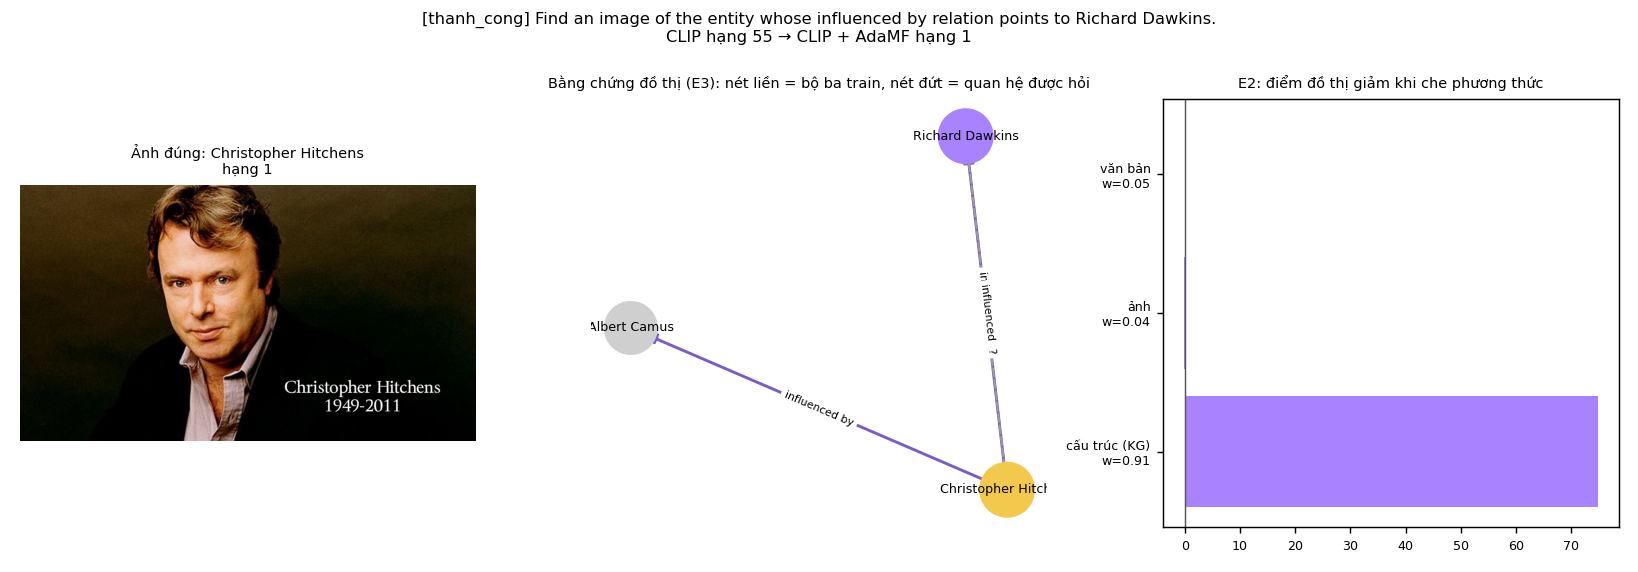 [thanh_cong] Find an image of the entity whose influenced by relation points to Richard Dawkins.
CLIP hạng 55 → CLIP + AdaMF hạng 1
Ảnh đúng: Christopher Hitchens
hạng 1
Christopher Hitchens
1949-2011
Bằng chứng đồ thị (E3): nét liền = bộ ba train, nét đứt = quan hệ được hỏi
Richard Dawkins
influenced ?
Albert Camus
influenced by
Christopher Hitch
E2: điểm đồ thị giảm khi che phương thức
văn bản
w=0.05
ảnh
w=0.04
cấu trúc (KG)
w=0.91
0 10 20 30 40 50 60 70